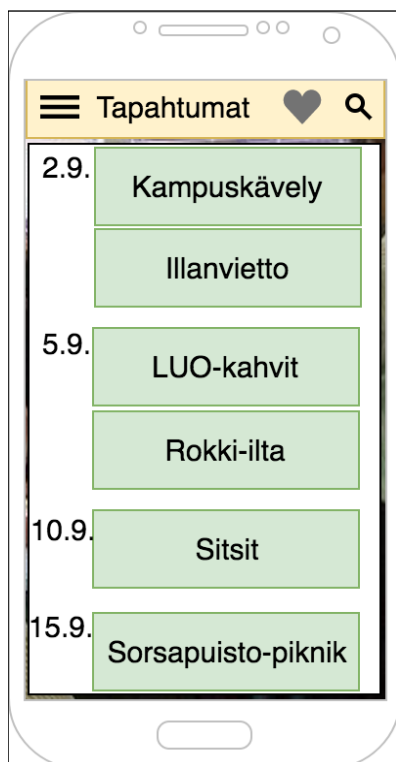 Tapahtumat
2.9. Kampuskävely
Illanvietto
5.9. LUO-kahvit
Rokki-ilta
10.9. Sitsit
15.9. Sorsapuisto-piknik